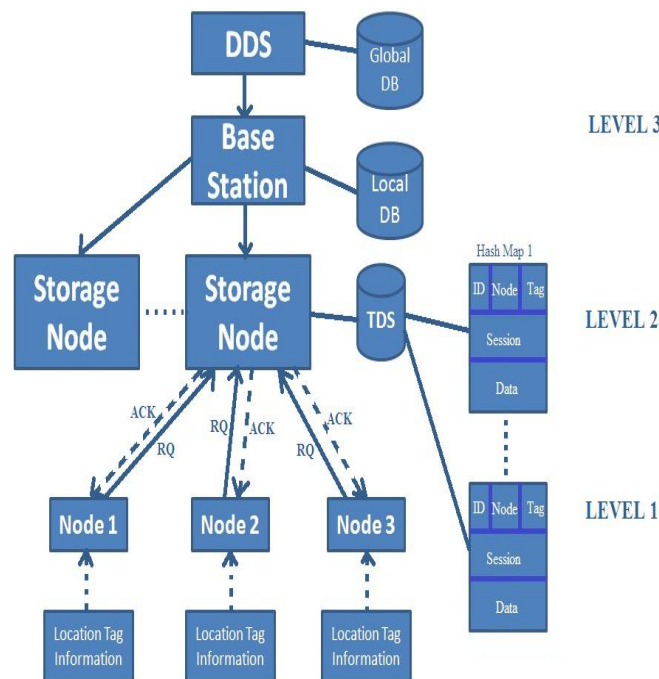 DDS
Global
DB
LEVEL 3
Base
Station
Local
DB
Hash Map 1
ID Node Tag
Session
Data
Storage
Node
Storage
Node
TDS
LEVEL 2
ACK
RQ
RQ
ACK
ACK
RQ
Node 1
Node 2
Node 3
ID Node Tag
Session
Data
LEVEL 1
Location Tag
Information
Location Tag
Information
Location Tag
Information